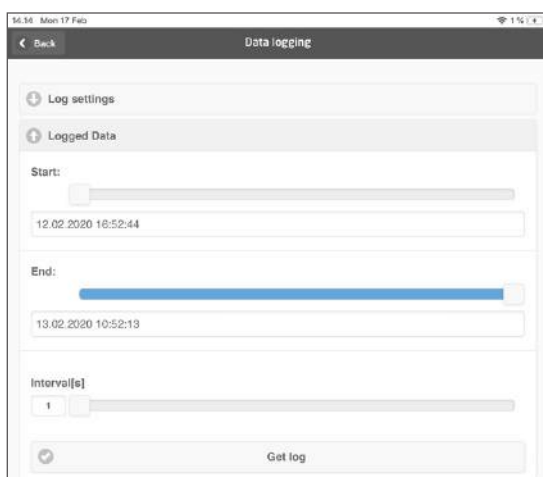 14.14 Mon 17 Feb 1%
Back Data logging
Log settings
Logged Data
Start:
12.02.2020 16:52:44
End:
13.02.2020 10:52:13
Interval[s]
1
Get log